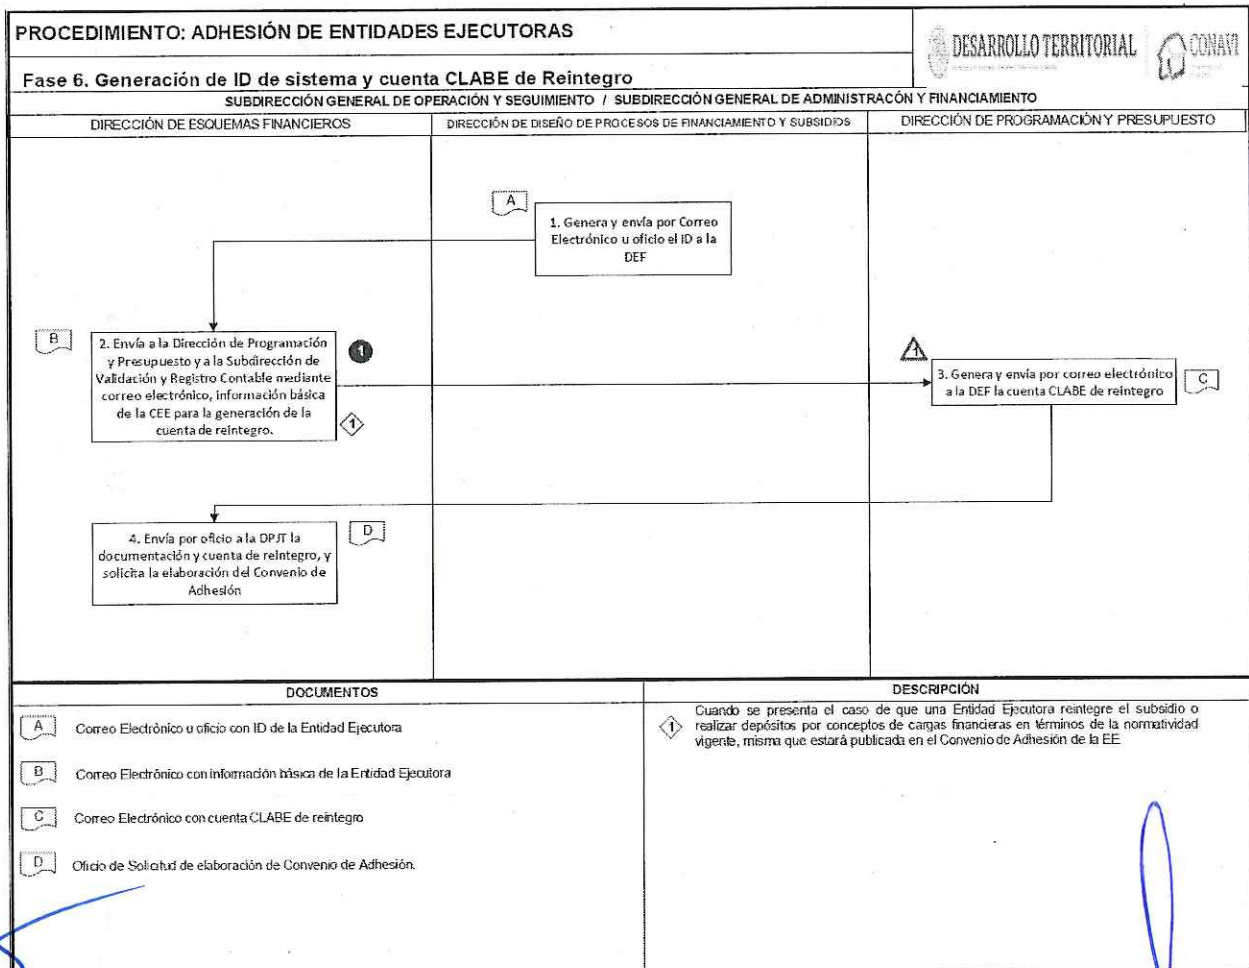 PROCEDIMIENTO: ADHESIÓN DE ENTIDADES EJECUTORAS
DESARROLLO TERRITORIAL
CONAVI
Fase 6. Generación de ID de sistema y cuenta CLABE de Reintegro
SUBDIRECCIÓN GENERAL DE OPERACIÓN Y SEGUIMIENTO / SUBDIRECCIÓN GENERAL DE ADMINISTRACÓN Y FINANCIAMIENTO
DIRECCIÓN DE ESQUEMAS FINANCIEROS
DIRECCIÓN DE DISEÑO DE PROCESOS DE FINANCIAMIENTO Y SUBSIDIOS
DIRECCIÓN DE PROGRAMACIÓN Y PRESUPUESTO
A
1. Genera y envía por Correo
Electrónico u oficio el ID a la
DEF
B
2. Envía a la Dirección de Programación
y Presupuesto y a la Subdirección de
Validación y Registro Contable mediante
correo electrónico, información básica
de la CEE para la generación de la
cuenta de reintegro.
1
1
1
3. Genera y envía por correo electrónico
a la DEF la cuenta CLABE de reintegro
C
4. Envía por oficio a la DPJT la
documentación y cuenta de reintegro, y
solicita la elaboración del Convenio de
Adhesión
D
DOCUMENTOS
A
Correo Electrónico u oficio con ID de la Entidad Ejecutora
B
Correo Electrónico con información básica de la Entidad Ejecutora
C
Correo Electrónico con cuenta CLABE de reintegro
D
Oficio de Solicitud de elaboración de Convenio de Adhesión.
DESCRIPCIÓN
1
Cuando se presenta el caso de que una Entidad Ejecutora reintegre el subsidio o
realizar depósitos por conceptos de cargas financieras en términos de la normatividad
vigente, misma que estará publicada en el Convenio de Adhesión de la EE